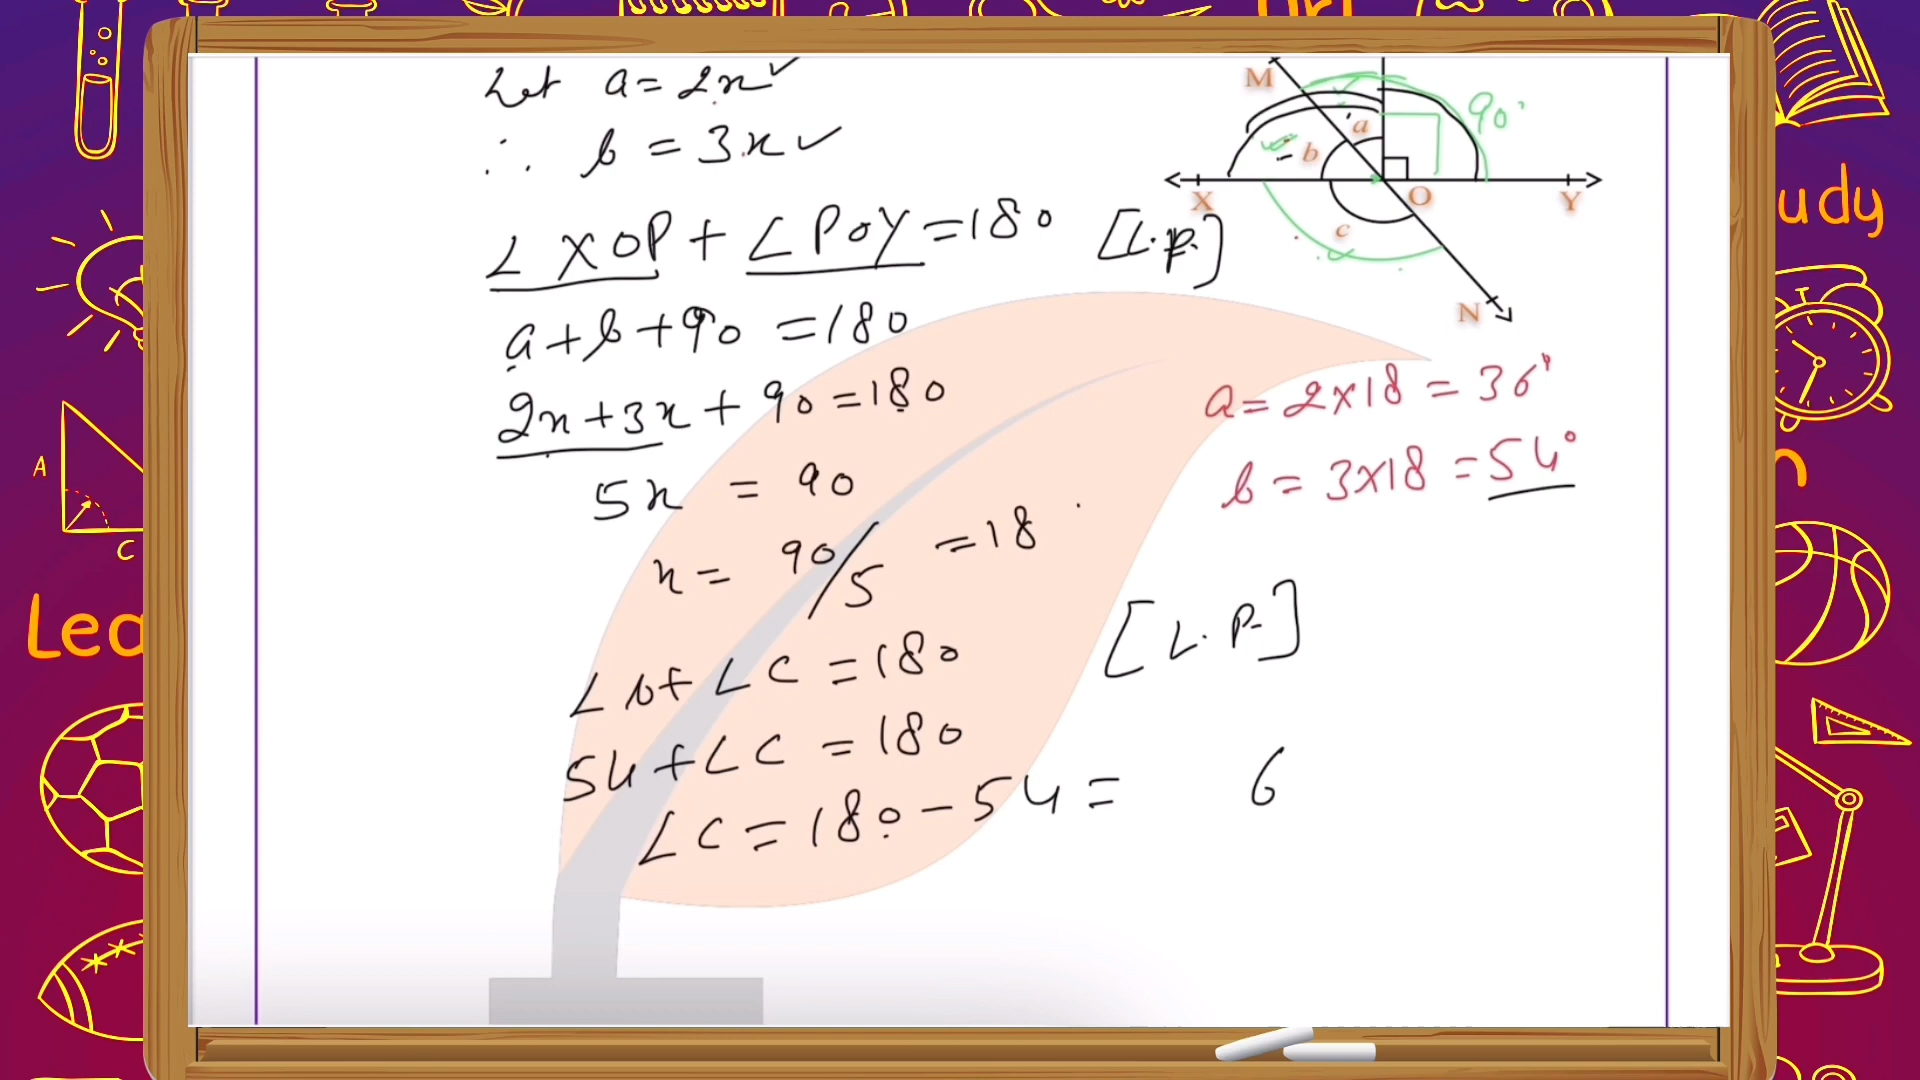 Let a = 2x ✓
∴ b = 3x ✓
∠XOP + ∠POY = 180 [L.P.]
a + b + 90 = 180
2x + 3x + 90 = 180
5x = 90
x = 90/5 = 18
∠b + ∠C = 180 [L.P.]
54 + ∠C = 180
∠C = 180 - 54 = 6
M
90°
a
b
X
O
Y
c
N
a = 2×18 = 36°
b = 3×18 = 54°
A
C
Lea
udy
n